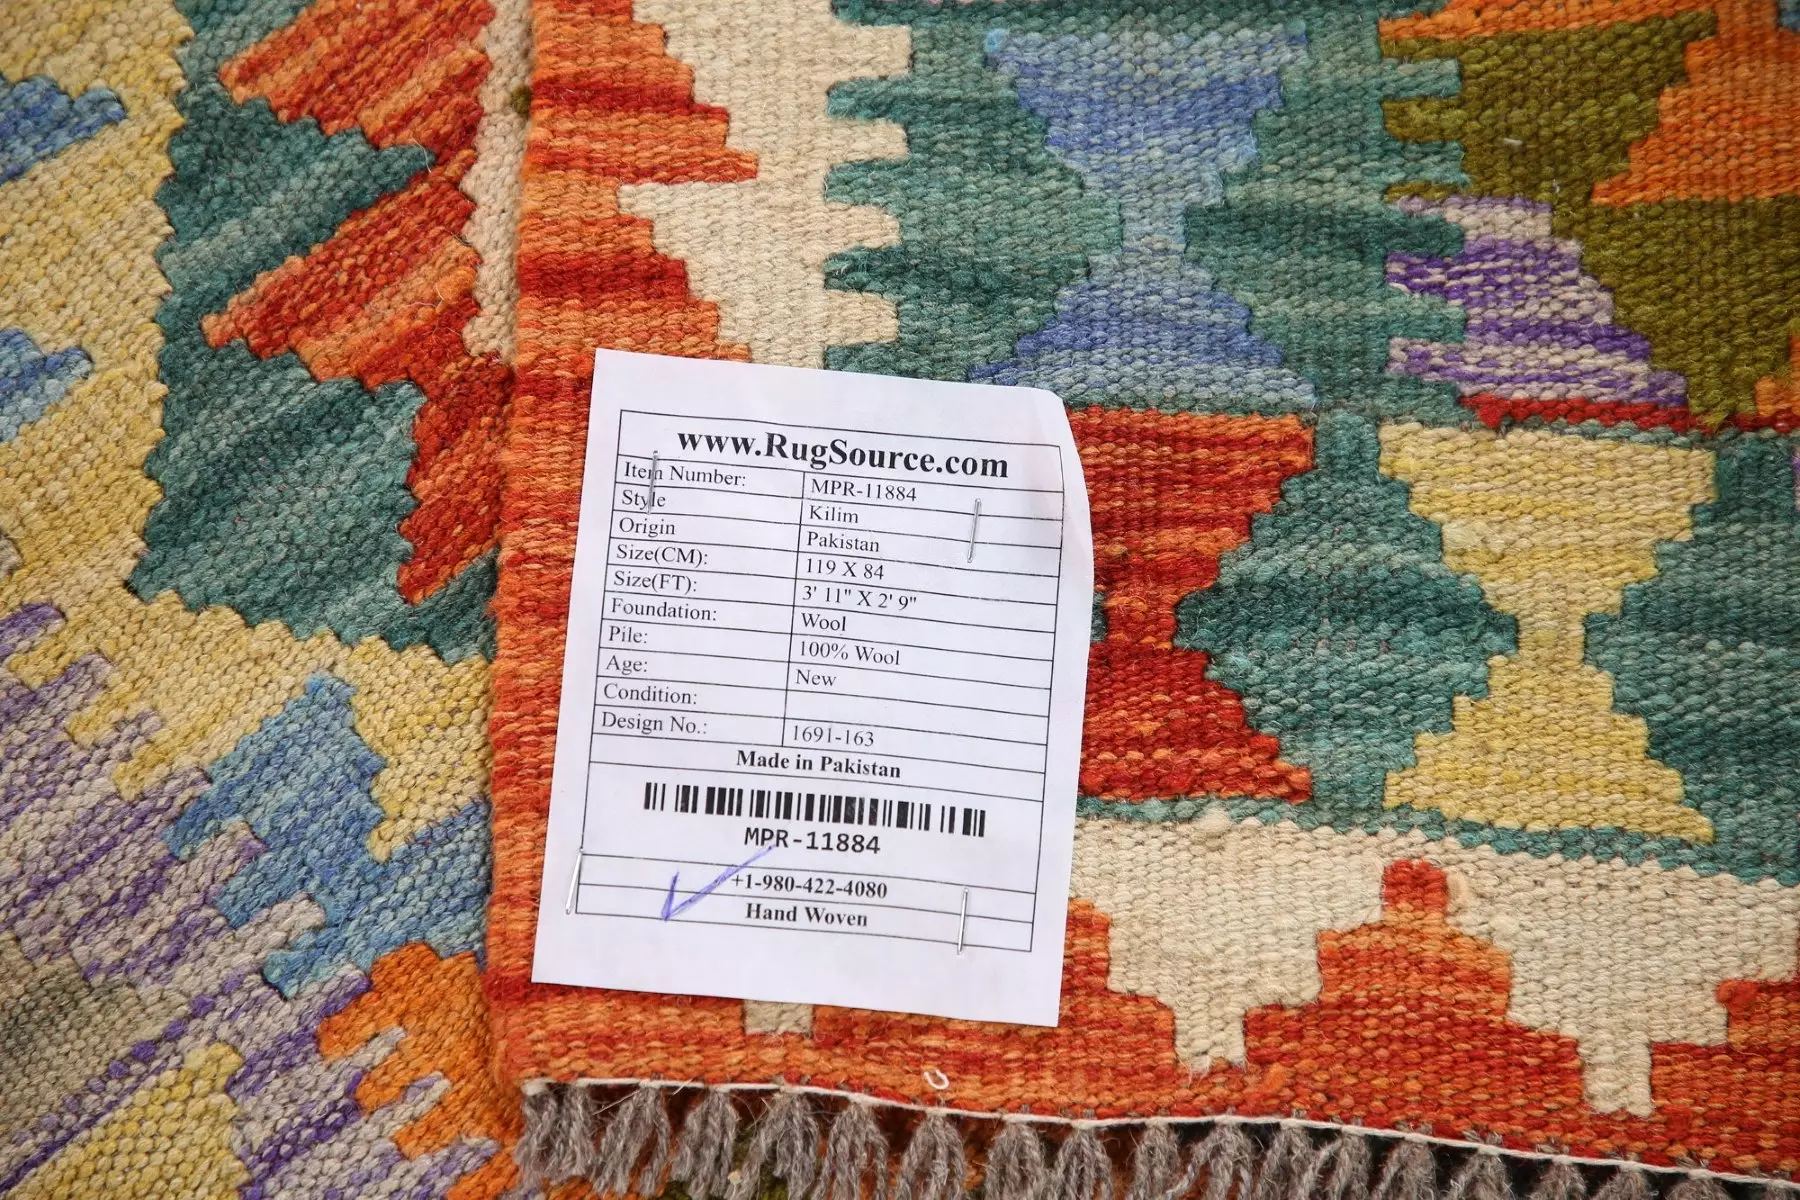 www.RugSource.com
Item Number: MPR-11884
Style Kilim
Origin Pakistan
Size(CM): 119 X 84
Size(FT): 3' 11" X 2' 9"
Foundation: Wool
Pile: 100% Wool
Age: New
Condition:
Design No.: 1691-163
Made in Pakistan
MPR-11884
+1-980-422-4080
Hand Woven